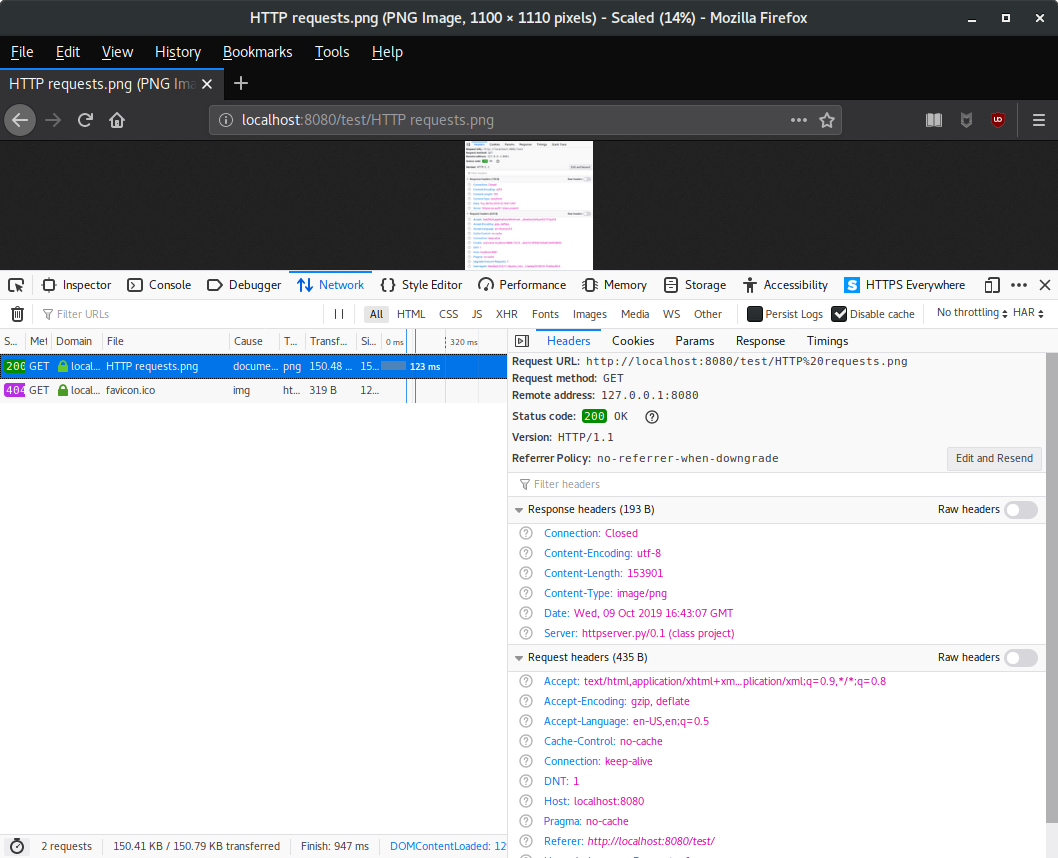 HTTP requests.png (PNG Image, 1100 × 1110 pixels) - Scaled (14%) - Mozilla Firefox
File Edit View History Bookmarks Tools Help
HTTP requests.png (PNG Ima
localhost:8080/test/HTTP requests.png
Inspector Console Debugger Network Style Editor Performance Memory Storage Accessibility HTTPS Everywhere
Filter URLs
All HTML CSS JS XHR Fonts Images Media WS Other Persist Logs Disable cache No throttling HAR
S... Met Domain File Cause T... Transf... Si... 0 ms 320 ms
200 GET local... HTTP requests.png docume... png 150.48 ... 15... 123 ms
404 GET local... favicon.ico img ht... 319 B 12...
2 requests 150.41 KB / 150.79 KB transferred Finish: 947 ms DOMContentLoaded: 12
Headers Cookies Params Response Timings
Request URL: http://localhost:8080/test/HTTP%20requests.png
Request method: GET
Remote address: 127.0.0.1:8080
Status code: 200 OK
Version: HTTP/1.1
Referrer Policy: no-referrer-when-downgrade Edit and Resend
Filter headers
Response headers (193 B) Raw headers
Connection: Closed
Content-Encoding: utf-8
Content-Length: 153901
Content-Type: image/png
Date: Wed, 09 Oct 2019 16:43:07 GMT
Server: httpserver.py/0.1 (class project)
Request headers (435 B) Raw headers
Accept: text/html,application/xhtml+xm...plication/xml;q=0.9,*/*;q=0.8
Accept-Encoding: gzip, deflate
Accept-Language: en-US,en;q=0.5
Cache-Control: no-cache
Connection: keep-alive
DNT: 1
Host: localhost:8080
Pragma: no-cache
Referer: http://localhost:8080/test/